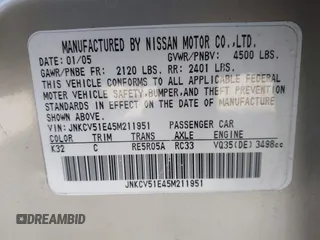 MANUFACTURED BY NISSAN MOTOR CO.,LTD.
DATE: 01/05 GVWR/PNBV: 4500 LBS.
GAWR/PNBE FR: 2120 LBS. RR: 2401 LBS.
THIS VEHICLE CONFORMS TO ALL APPLICABLE FEDERAL
MOTOR VEHICLE SAFETY,BUMPER,AND THEFT PREVENTION
STANDARDS IN EFFECT ON THE DATE OF MANUFACTURE
SHOWN ABOVE.
VIN: JNKCV51E45M211951 PASSENGER CAR
COLOR TRIM TRANS AXLE ENGINE
K32 C RE5R05A RC33 VQ35(DE) 3498cc
JNKCV51E45M211951
DREAMBID